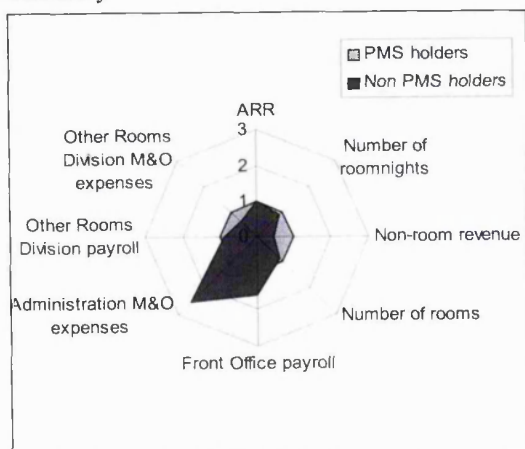 PMS holders
Non PMS holders
ARR
3
2
1
0
Number of
roomnights
Non-room revenue
Number of rooms
Front Office payroll
Administration M&O
expenses
Other Rooms
Division payroll
Other Rooms
Division M&O
expenses